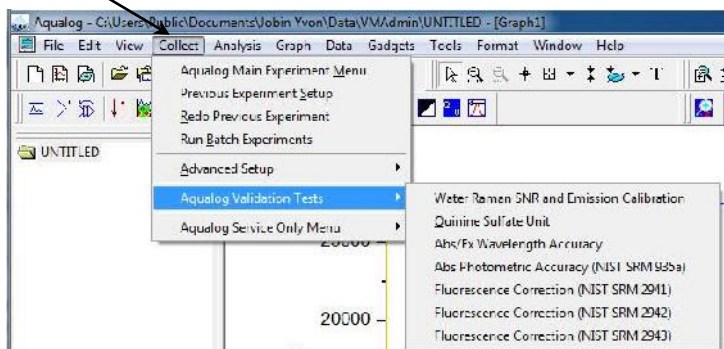 Aqualog - C:\Users\Public\Documents\Jobin Yvon\Data\VMAdmin\UNTITLED - [Graph1]
File Edit View Collect Analysis Graph Data Gadgets Tools Format Window Help
Aqualog Main Experiment Menu
Previous Experiment Setup
Redo Previous Experiment
Run Batch Experiments
UNTITLED
Advanced Setup
Aqualog Validation Tests
Aqualog Service Only Menu
Water Raman SNR and Emission Calibration
Quinine Sulfate Unit
Abs/Ex Wavelength Accuracy
Abs Photometric Accuracy (NIST SRM 935a)
Fluorescence Correction (NIST SRM 2941)
Fluorescence Correction (NIST SRM 2942)
Fluorescence Correction (NIST SRM 2943)
25000
20000